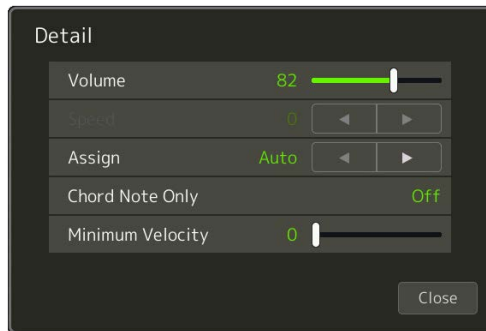 Detail
Volume 82
Speed 0
Assign Auto
Chord Note Only Off
Minimum Velocity 0
Close